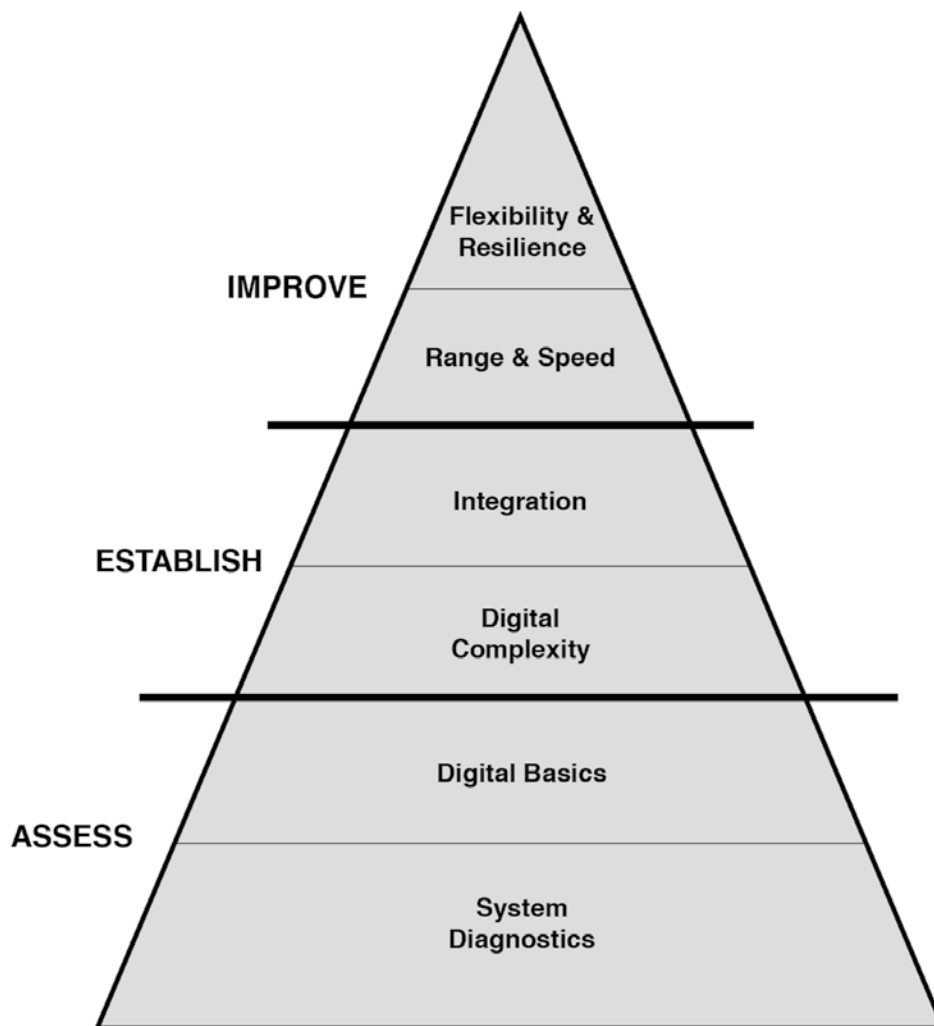 Flexibility &
Resilience
IMPROVE
Range & Speed
Integration
ESTABLISH
Digital
Complexity
Digital Basics
ASSESS
System
Diagnostics